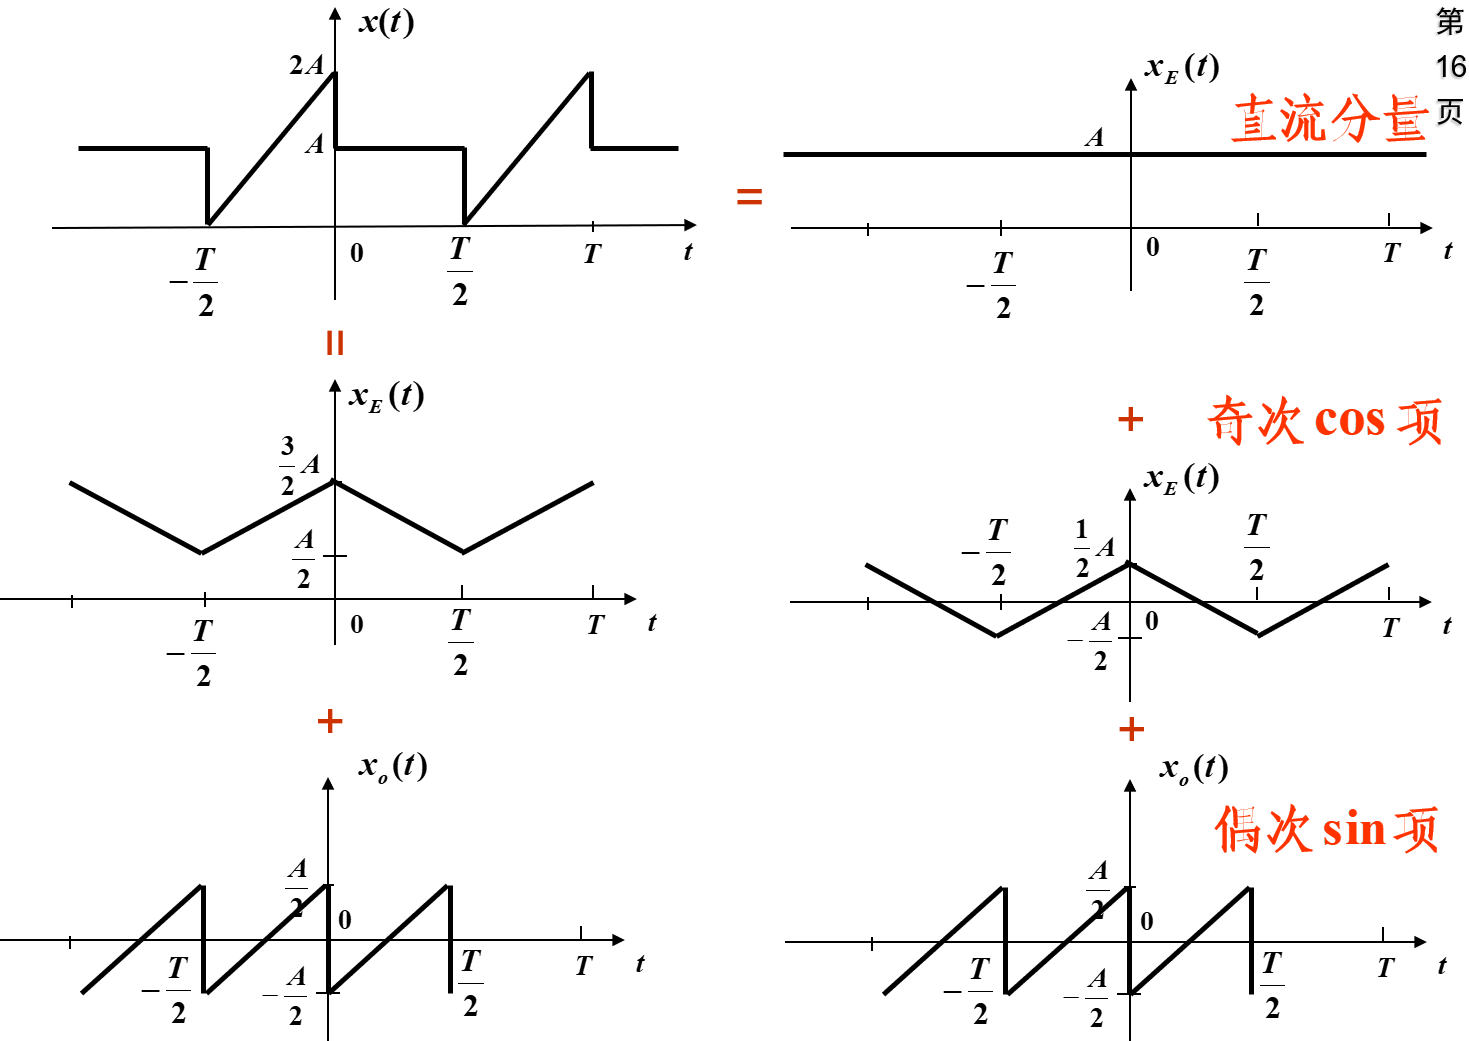 x(t)
2A
A
-T/2
0
T/2
T
t
=
x_E(t)
直流分量
A
-T/2
0
T/2
T
t
第
16
页
=
x_E(t)
3/2 A
A/2
-T/2
0
T/2
T
t
+ 奇次 cos 项
x_E(t)
-T/2
1/2 A
T/2
-A/2
0
T
t
+
x_o(t)
A/2
0
-T/2
-A/2
T/2
T
t
+
x_o(t)
偶次 sin 项
A/2
0
-T/2
-A/2
T/2
T
t